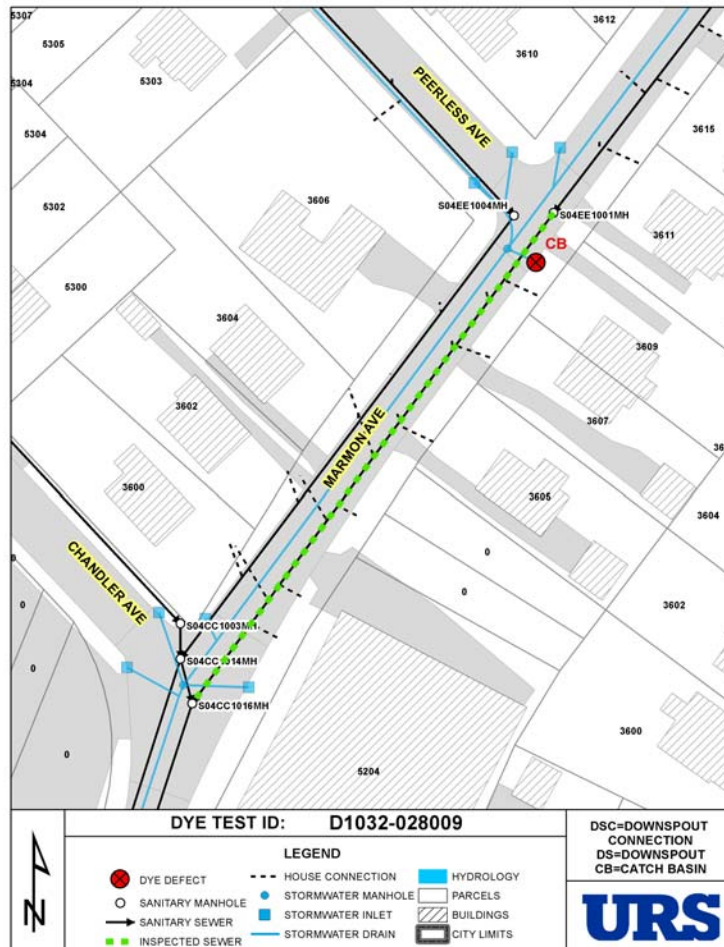 5307
3612
5305
3610
5303
5304
PEERLESS AVE
3615
5304
S04EE1004MH
S04EE1001MH
5302
3606
3611
CB
5300
3604
3609
3607
3602
MARMON AVE
3605
3600
3604
CHANDLER AVE
0
0
0
0
S04CC1003MH
3602
0
S04CC1014MH
S04CC1016MH
3600
0
5204
DYE TEST ID: D1032-028009
LEGEND
DYE DEFECT
SANITARY MANHOLE
SANITARY SEWER
INSPECTED SEWER
HOUSE CONNECTION
STORMWATER MANHOLE
STORMWATER INLET
STORMWATER DRAIN
HYDROLOGY
PARCELS
BUILDINGS
CITY LIMITS
DSC=DOWNSPOUT
CONNECTION
DS=DOWNSPOUT
CB=CATCH BASIN
N
URS